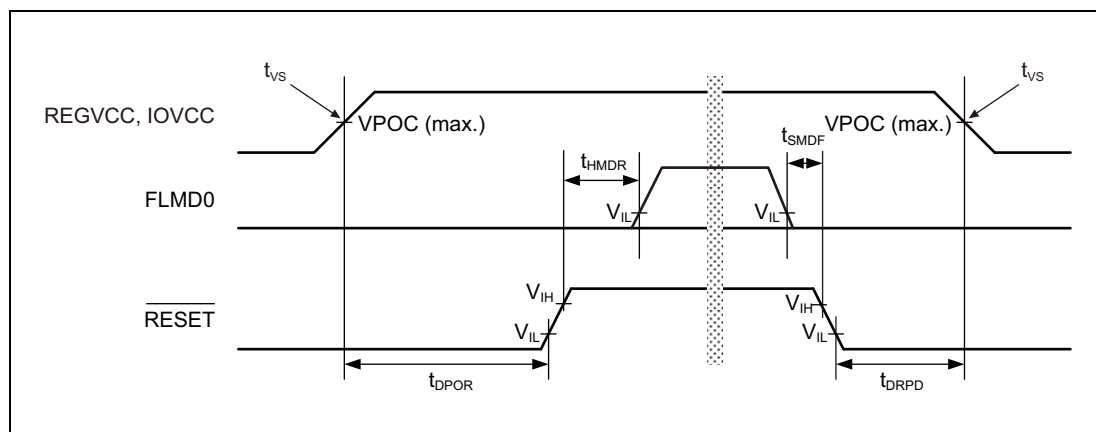 tVS
tVS
REGVCC, IOVCC
VPOC (max.)
VPOC (max.)
tSMDF
tHMDR
FLMD0
VIL
VIL
VIH
VIH
RESET
VIL
VIL
tDPOR
tDRPD